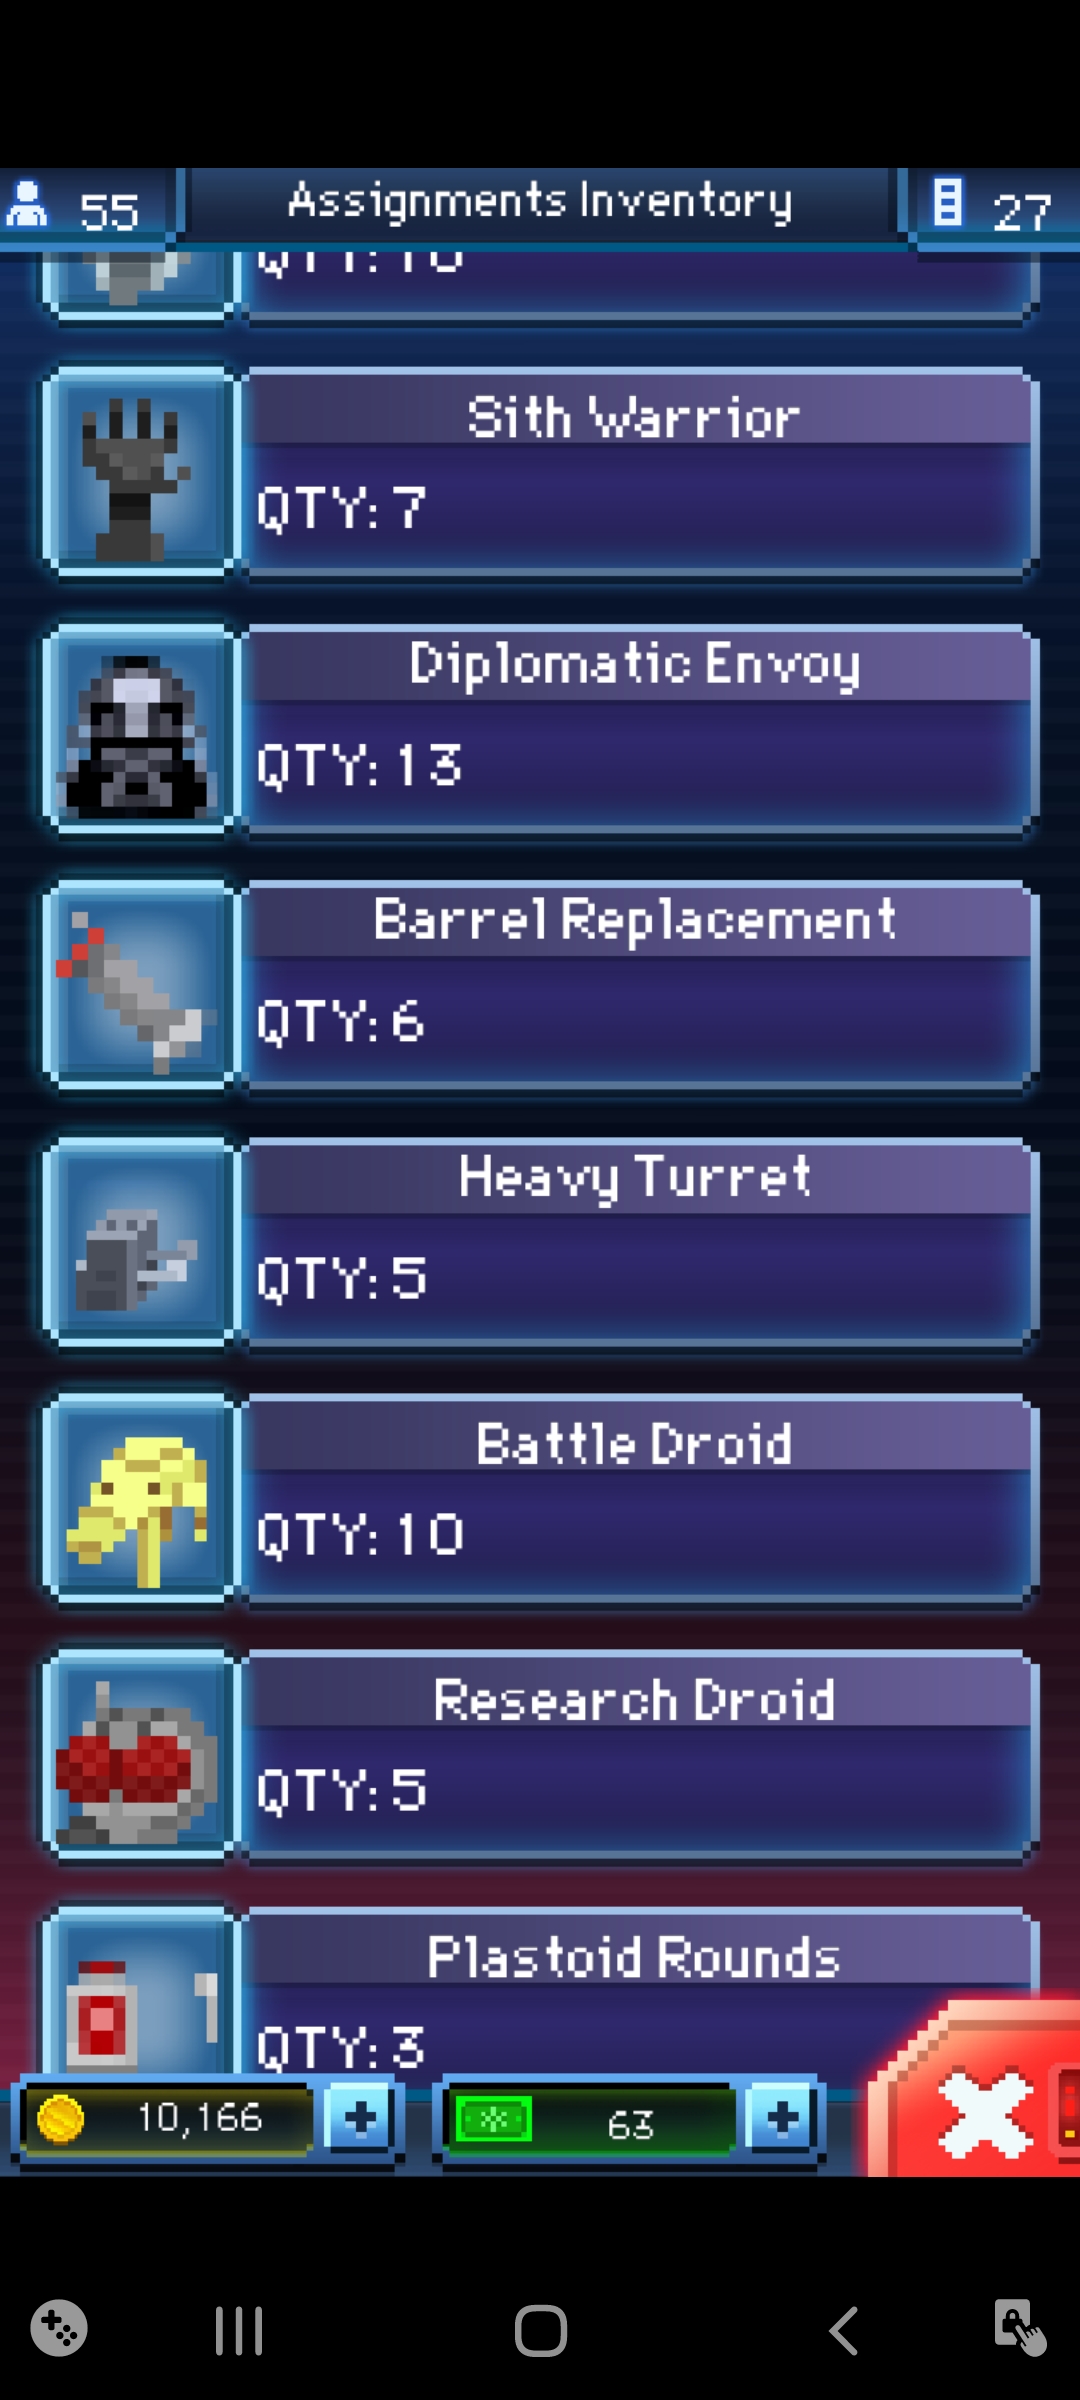 55
Assignments Inventory
27
Sith Warrior
QTY: 7
Diplomatic Envoy
QTY: 13
Barrel Replacement
QTY: 6
Heavy Turret
QTY: 5
Battle Droid
QTY: 10
Research Droid
QTY: 5
Plastoid Rounds
QTY: 3
10,166
63